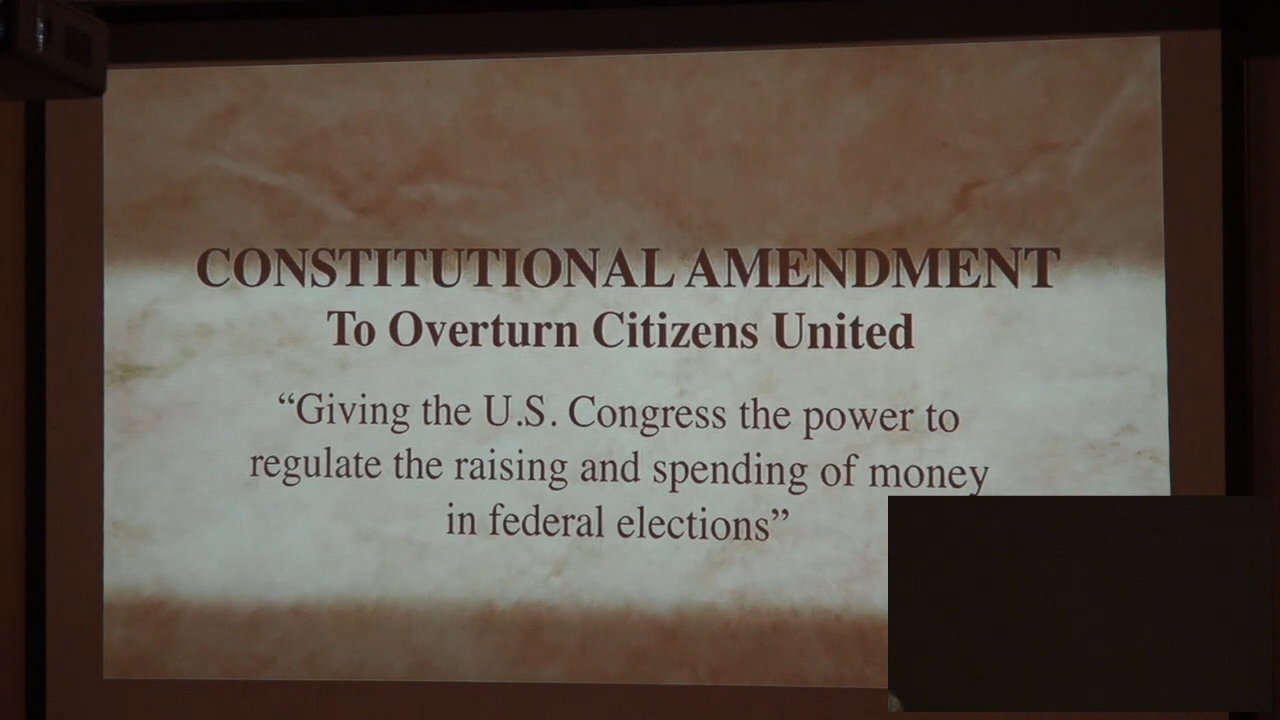 CONSTITUTIONAL AMENDMENT
To Overturn Citizens United
“Giving the U.S. Congress the power to
regulate the raising and spending of money
in federal elections”